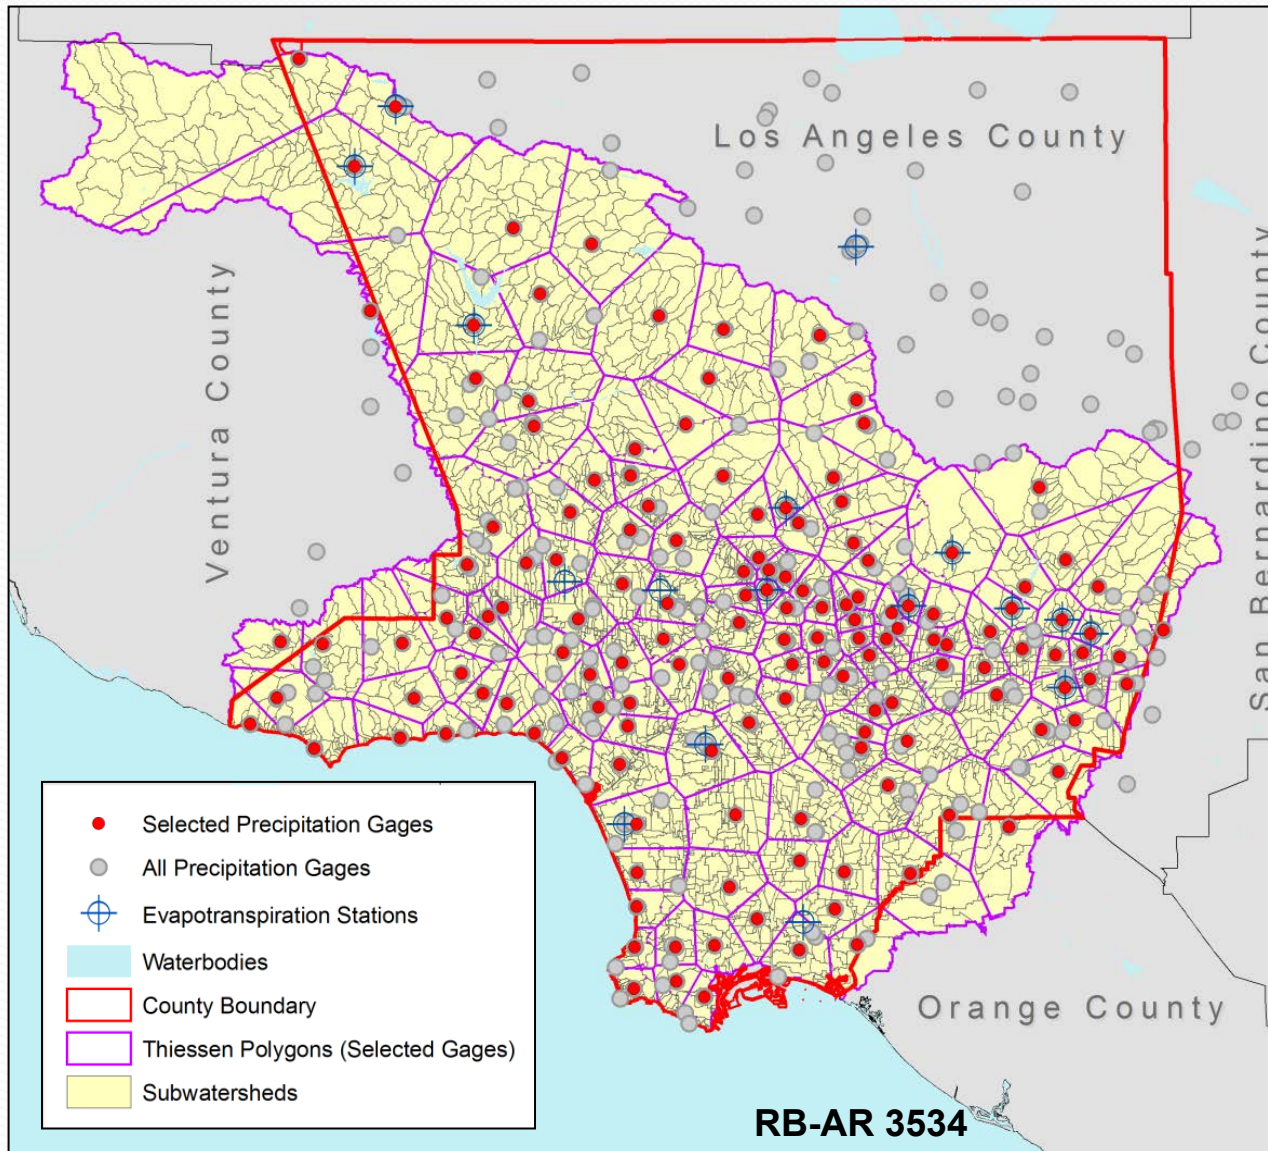 Los Angeles County
Ventura County
San Bernardino County
Selected Precipitation Gages
All Precipitation Gages
Evapotranspiration Stations
Waterbodies
County Boundary
Thiessen Polygons (Selected Gages)
Subwatersheds
Orange County
RB-AR 3534